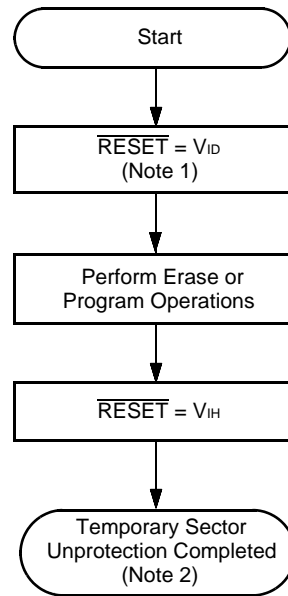 Start
RESET = VID
(Note 1)
Perform Erase or
Program Operations
RESET = VIH
Temporary Sector
Unprotection Completed
(Note 2)